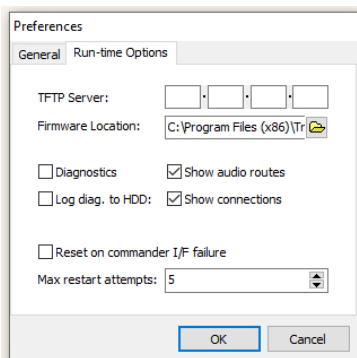 Preferences
General Run-time Options
TFTP Server: . . .
Firmware Location: C:\Program Files (x86)\Tr
Diagnostics Show audio routes
Log diag. to HDD: Show connections
Reset on commander I/F failure
Max restart attempts: 5
OK Cancel